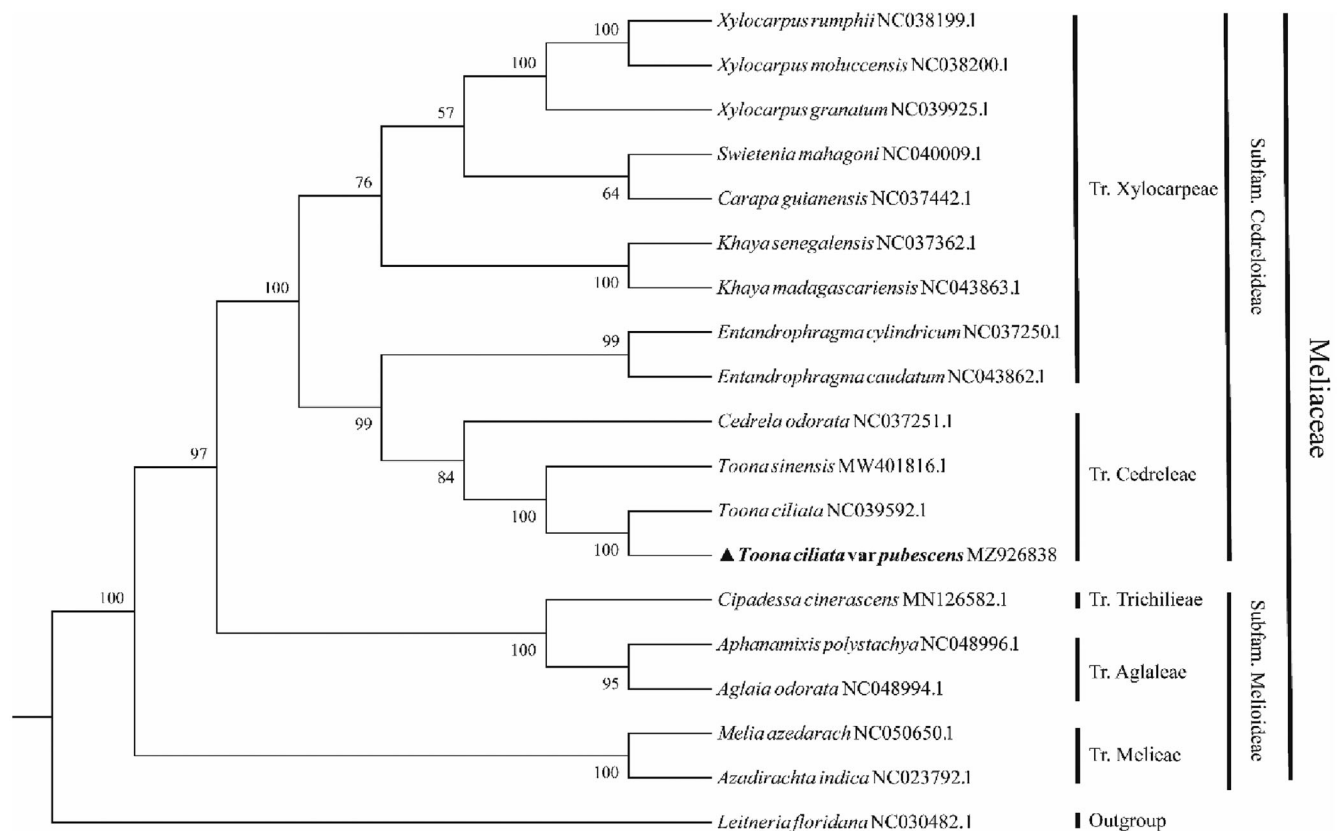 Xylocarpus rumphii NC038199.1
100
Xylocarpus moluccensis NC038200.1
100
Xylocarpus granatum NC039925.1
57
Swietenia mahagoni NC040009.1
76
64
Carapa guianensis NC037442.1
Tr. Xylocarpeae
Khaya senegalensis NC037362.1
100
100
Khaya madagascariensis NC043863.1
Entandrophragma cylindricum NC037250.1
99
Entandrophragma caudatum NC043862.1
99
Cedrela odorata NC037251.1
97
84
Toona sinensis MW401816.1
Tr. Cedreleae
Toona ciliata NC039592.1
100
100
▲Toona ciliata var pubescens MZ926838
100
Cipadessa cinerascens MN126582.1
Tr. Trichilieae
100
Aphanamixis polystachya NC048996.1
Tr. Aglaleae
95
Aglaia odorata NC048994.1
Melia azedarach NC050650.1
Tr. Melieae
100
Azadirachta indica NC023792.1
Leitneria floridana NC030482.1
Outgroup
Subfam. Cedreloideae
Subfam. Melioideae
Meliaceae